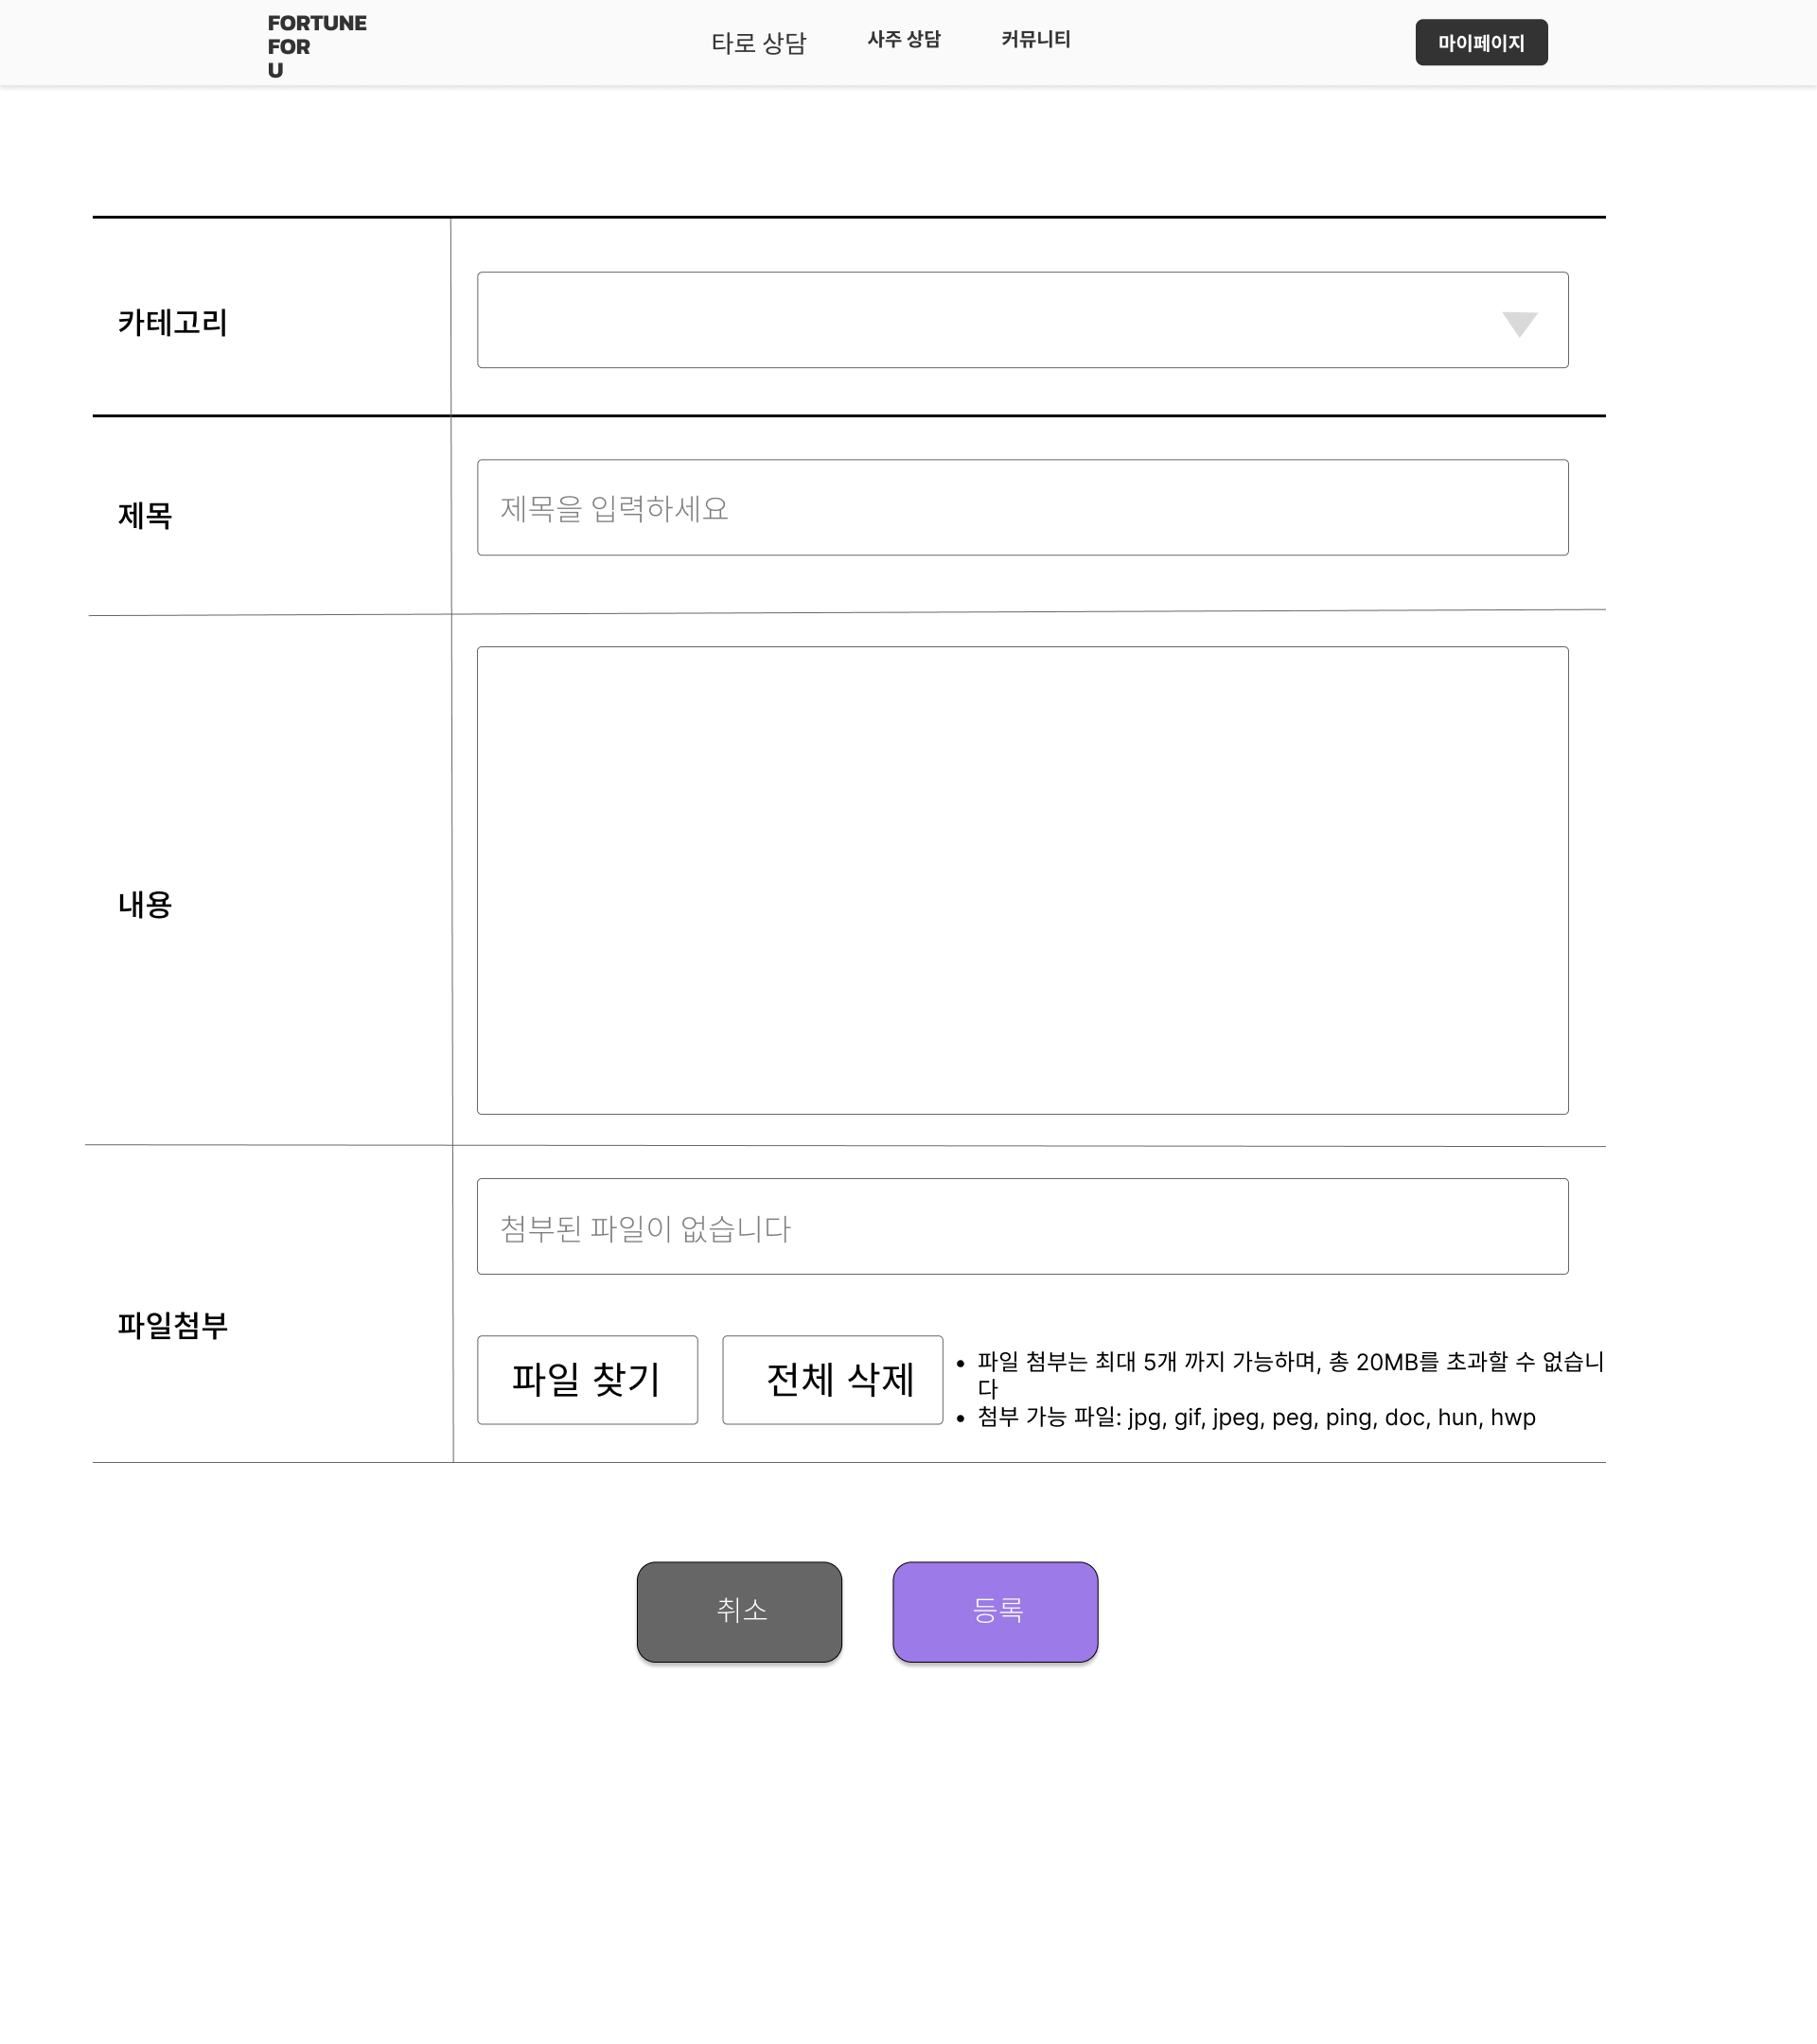 FORTUNE
FOR
U
타로 상담
사주 상담
커뮤니티
마이페이지
카테고리
제목
제목을 입력하세요
내용
첨부된 파일이 없습니다
파일첨부
파일 찾기
전체 삭제
• 파일 첨부는 최대 5개 까지 가능하며, 총 20MB를 초과할 수 없습니
다
• 첨부 가능 파일: jpg, gif, jpeg, peg, ping, doc, hun, hwp
취소
등록